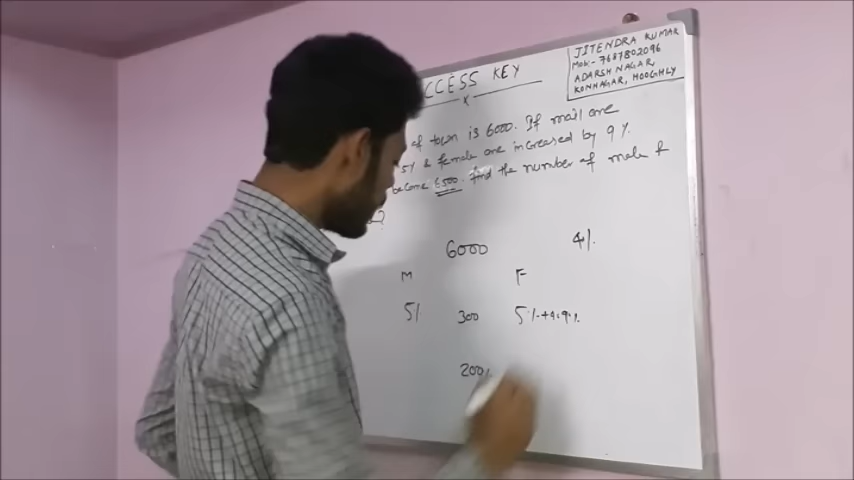 CCESS KEY
x
JITENDRA KUMAR
MOB:- 7687802096
ADARSH NAGAR,
KONNAGAR, HOOGHLY
of town is 6000. If mail one
5% & female one increased by 9%.
become 6500. find the number of male &
?
6000 4%.
M F
5% 300 5%+4.9%
200